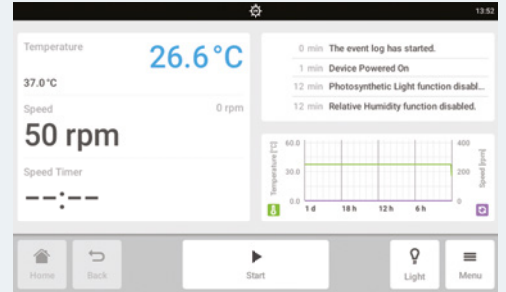 13:52
Temperature
26.6°C
37.0°C
Speed
0 rpm
50 rpm
Speed Timer
--:--
0 min The event log has started.
1 min Device Powered On
12 min Photosynthetic Light function disabl...
12 min Relative Humidity function disabled.
Temperature [°C]
60.0
30.0
0.0
400
200
0
Speed [rpm]
1 d 18 h 12 h 6 h
Home
Back
Start
Light
Menu